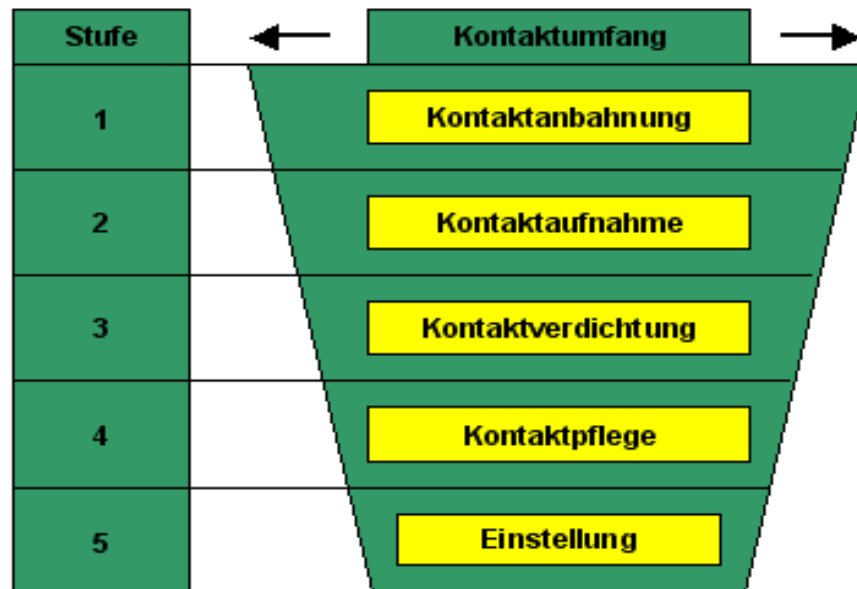 Stufe Kontaktumfang
1 Kontaktanbahnung
2 Kontaktaufnahme
3 Kontaktverdichtung
4 Kontaktpflege
5 Einstellung